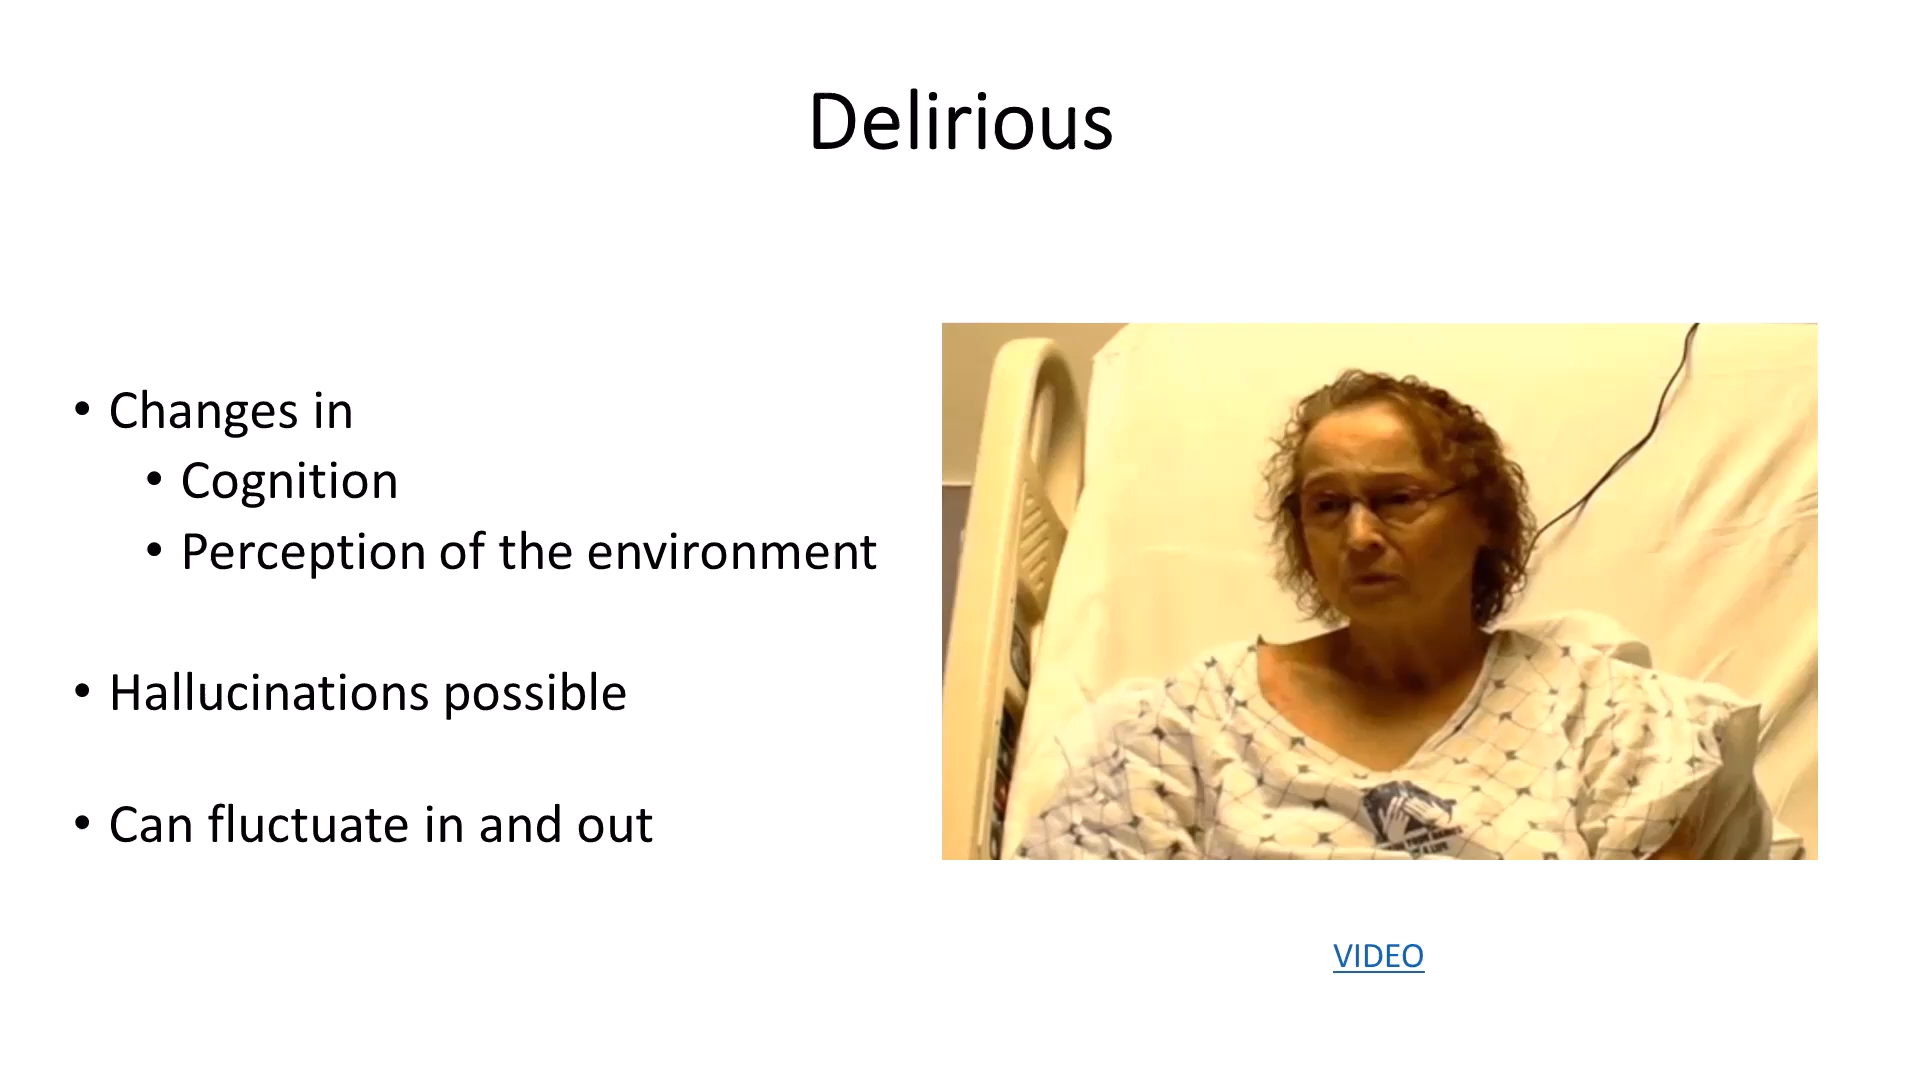 Delirious
• Changes in
• Cognition
• Perception of the environment
• Hallucinations possible
• Can fluctuate in and out
VIDEO